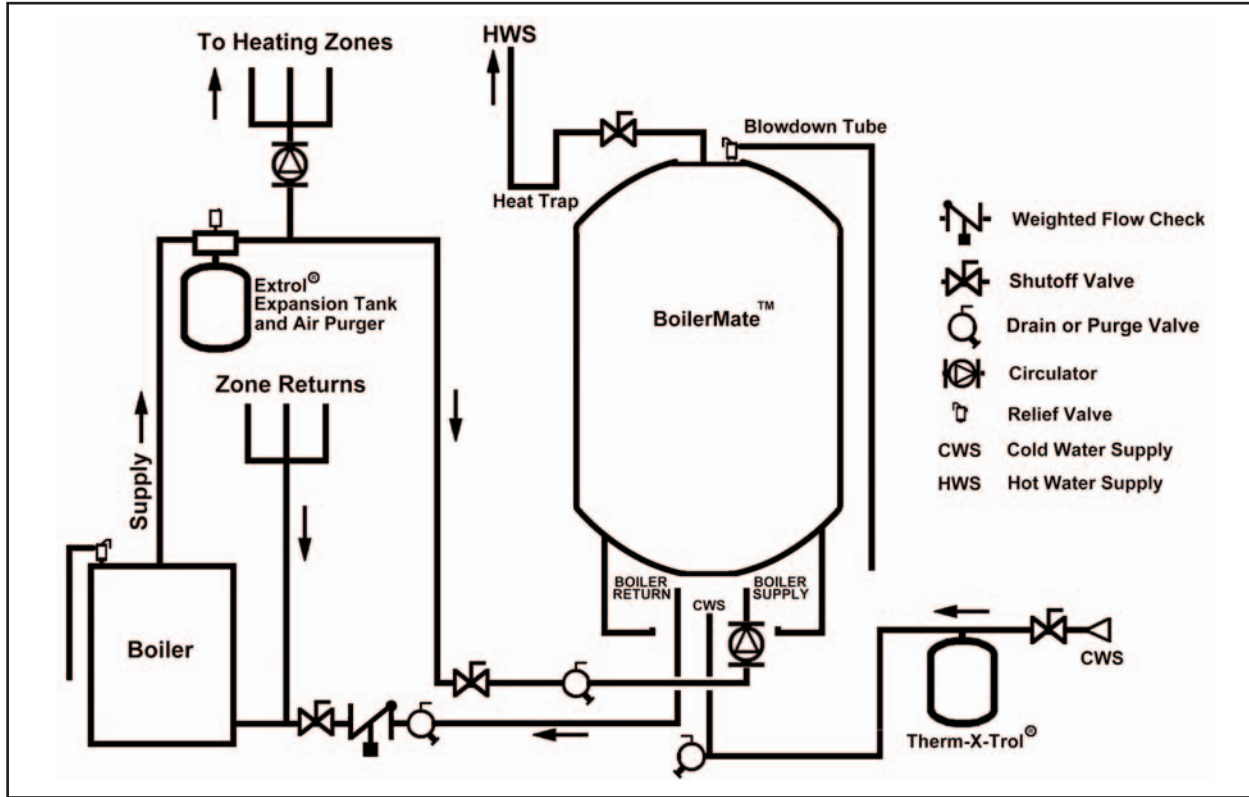 To Heating Zones
HWS
Blowdown Tube
Heat Trap
Extrol®
Expansion Tank
and Air Purger
BoilerMate™
Zone Returns
Supply
Boiler
BOILER
RETURN
CWS
BOILER
SUPPLY
CWS
Therm-X-Trol®
Weighted Flow Check
Shutoff Valve
Drain or Purge Valve
Circulator
Relief Valve
CWS Cold Water Supply
HWS Hot Water Supply